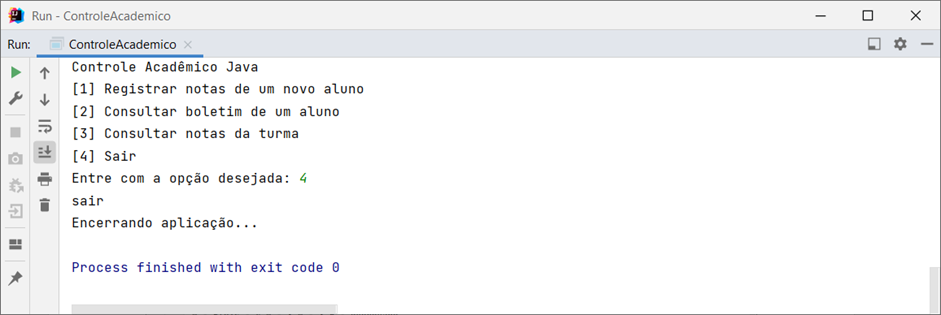 Run - ControleAcademico
Run: ControleAcademico
Controle Acadêmico Java
[1] Registrar notas de um novo aluno
[2] Consultar boletim de um aluno
[3] Consultar notas da turma
[4] Sair
Entre com a opção desejada: 4
sair
Encerrando aplicação...
Process finished with exit code 0